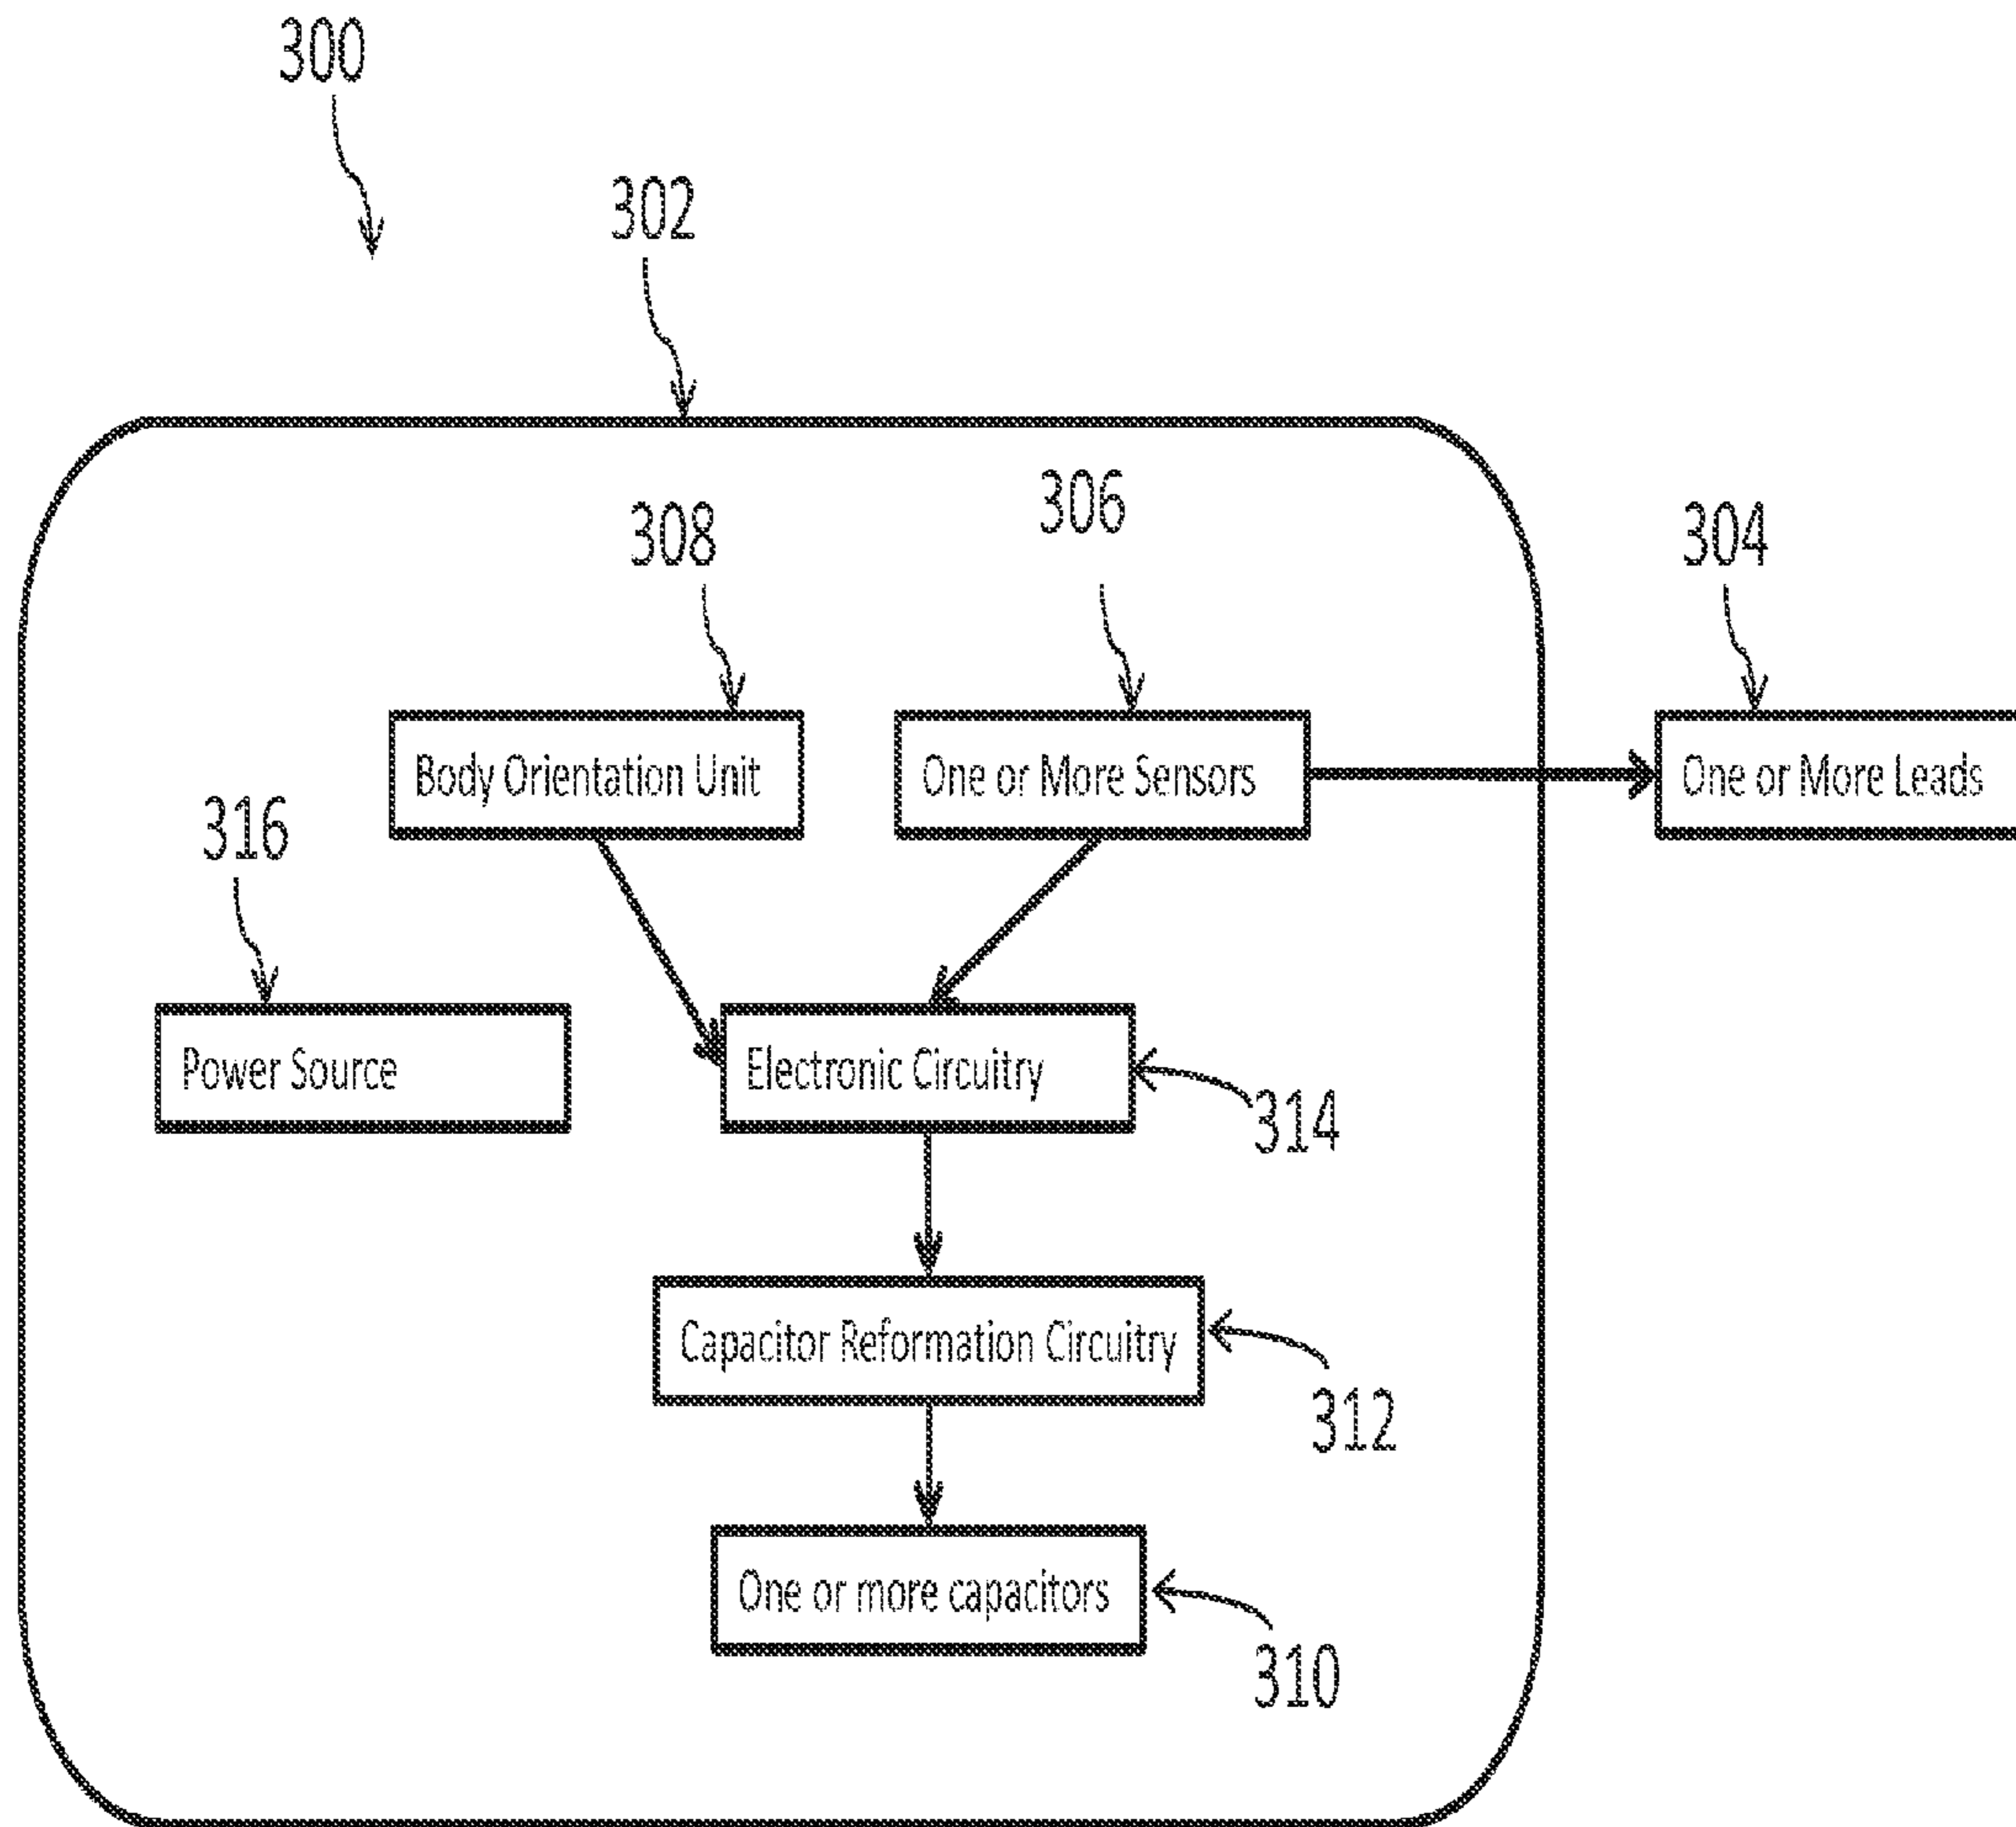 300
302
308
306
304
Body Orientation Unit
One or More Sensors
One or More Leads
316
Power Source
Electronic Circuitry
314
Capacitor Reformation Circuitry
312
One or more capacitors
310